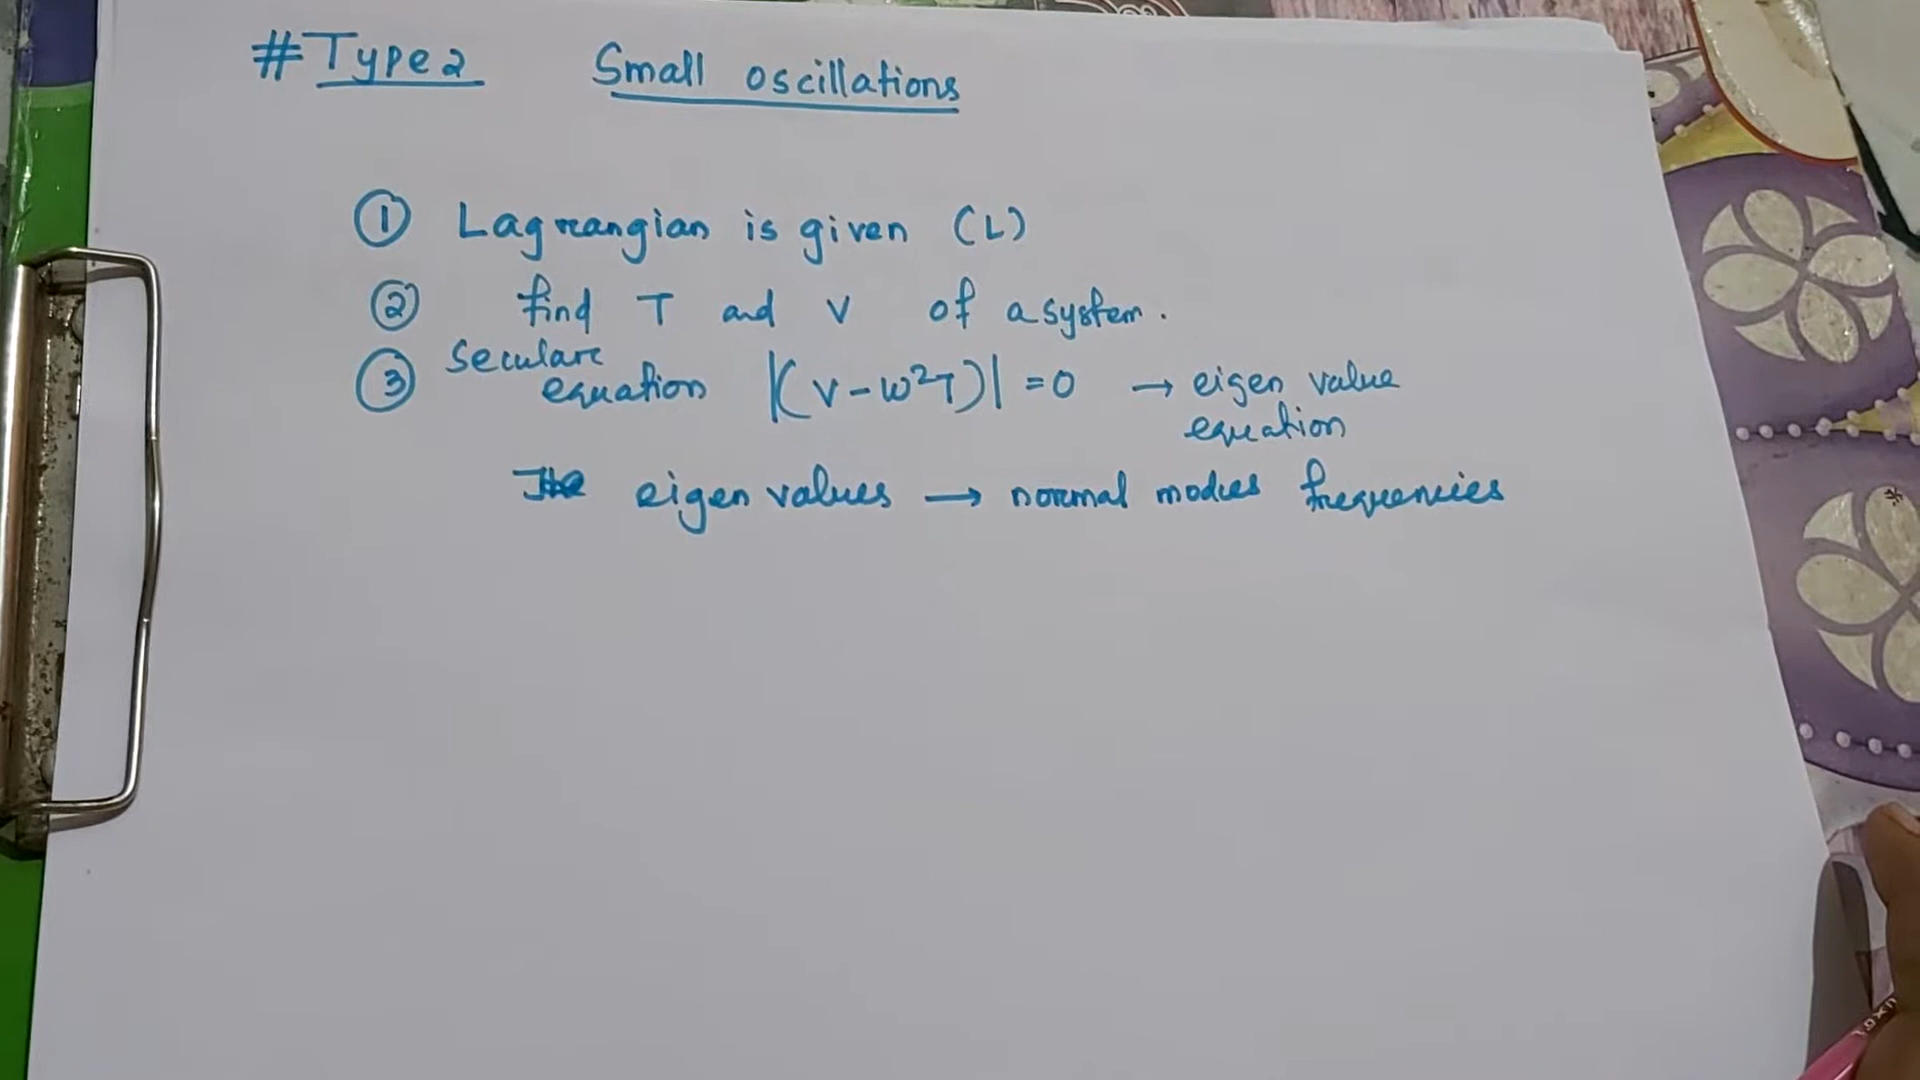 #Type 2 Small oscillations
① Lagrangian is given (L)
② find T and V of a system.
③ Seculare equation |(V-ω²T)| = 0 → eigen value
equation
The eigen values → normal modes frequencies